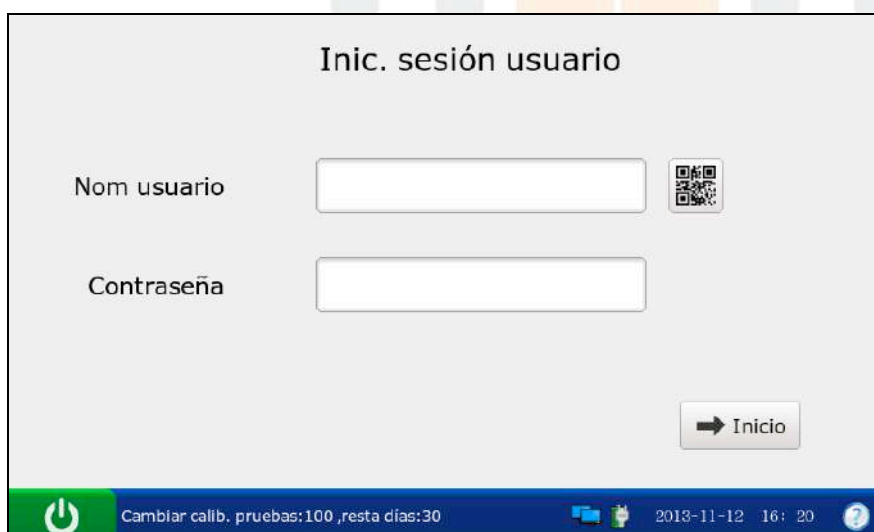 Inic. sesión usuario
Nom usuario
Contraseña
Inicio
Cambiar calib. pruebas:100 ,resta días:30
2013-11-12 16: 20
?